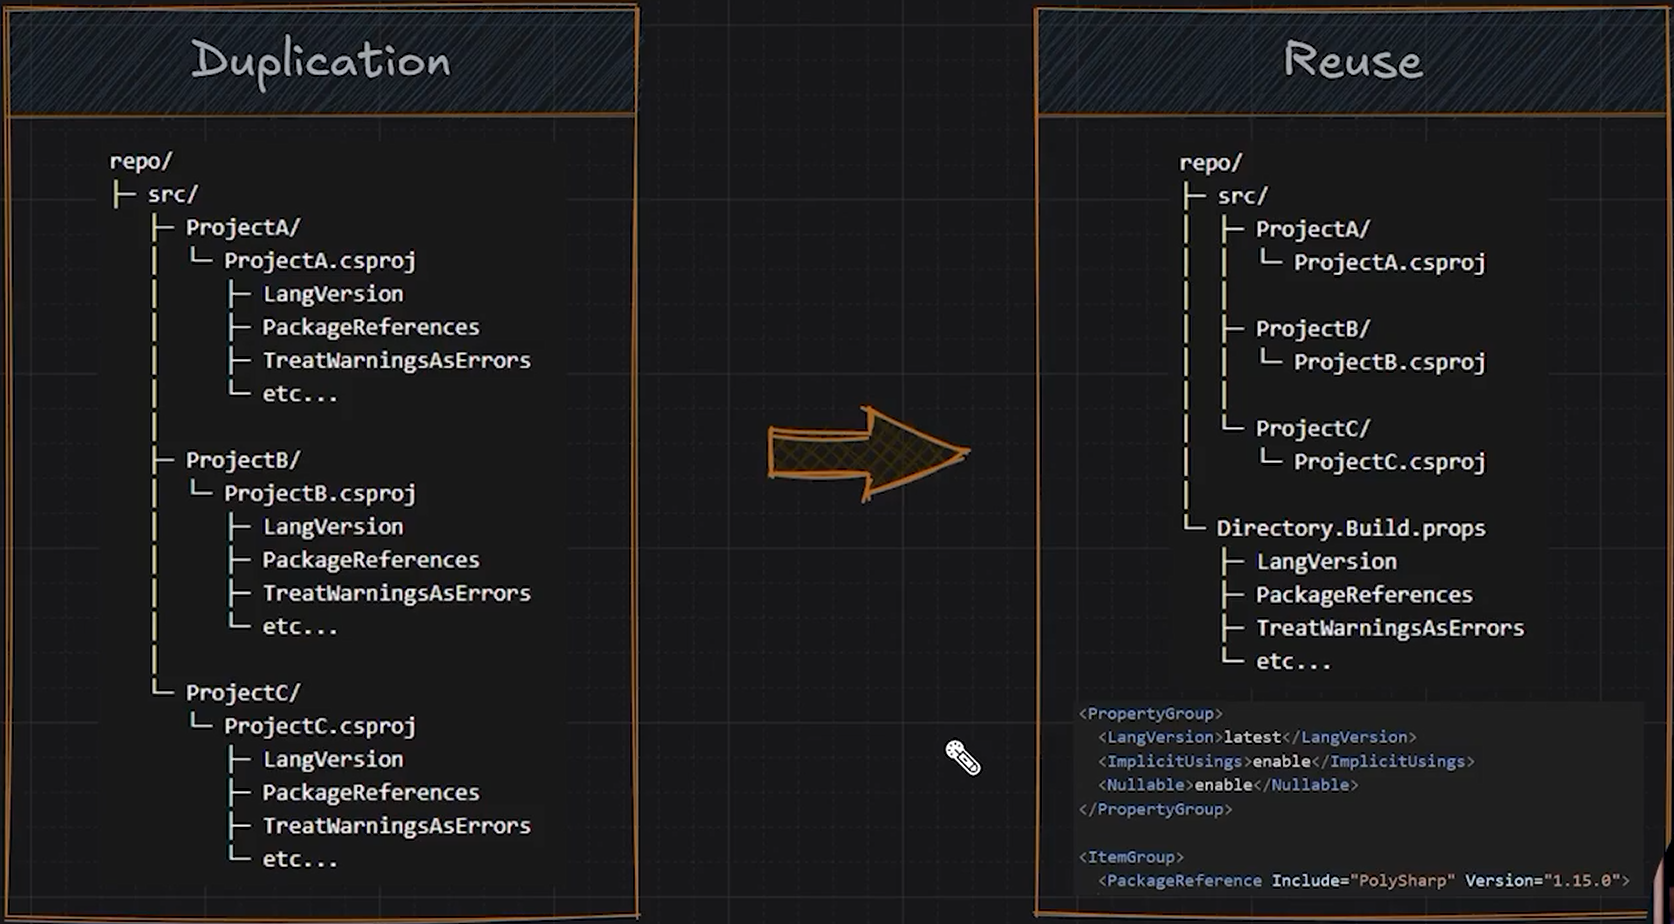 Duplication
repo/
├─ src/
├─ ProjectA/
└─ ProjectA.csproj
├─ LangVersion
├─ PackageReferences
├─ TreatWarningsAsErrors
└─ etc...
├─ ProjectB/
└─ ProjectB.csproj
├─ LangVersion
├─ PackageReferences
├─ TreatWarningsAsErrors
└─ etc...
└─ ProjectC/
└─ ProjectC.csproj
├─ LangVersion
├─ PackageReferences
├─ TreatWarningsAsErrors
└─ etc...
Reuse
repo/
├─ src/
├─ ProjectA/
└─ ProjectA.csproj
├─ ProjectB/
└─ ProjectB.csproj
└─ ProjectC/
└─ ProjectC.csproj
└─ Directory.Build.props
├─ LangVersion
├─ PackageReferences
├─ TreatWarningsAsErrors
└─ etc...
<PropertyGroup>
<LangVersion>latest</LangVersion>
<ImplicitUsings>enable</ImplicitUsings>
<Nullable>enable</Nullable>
</PropertyGroup>
<ItemGroup>
<PackageReference Include="PolySharp" Version="1.15.0">